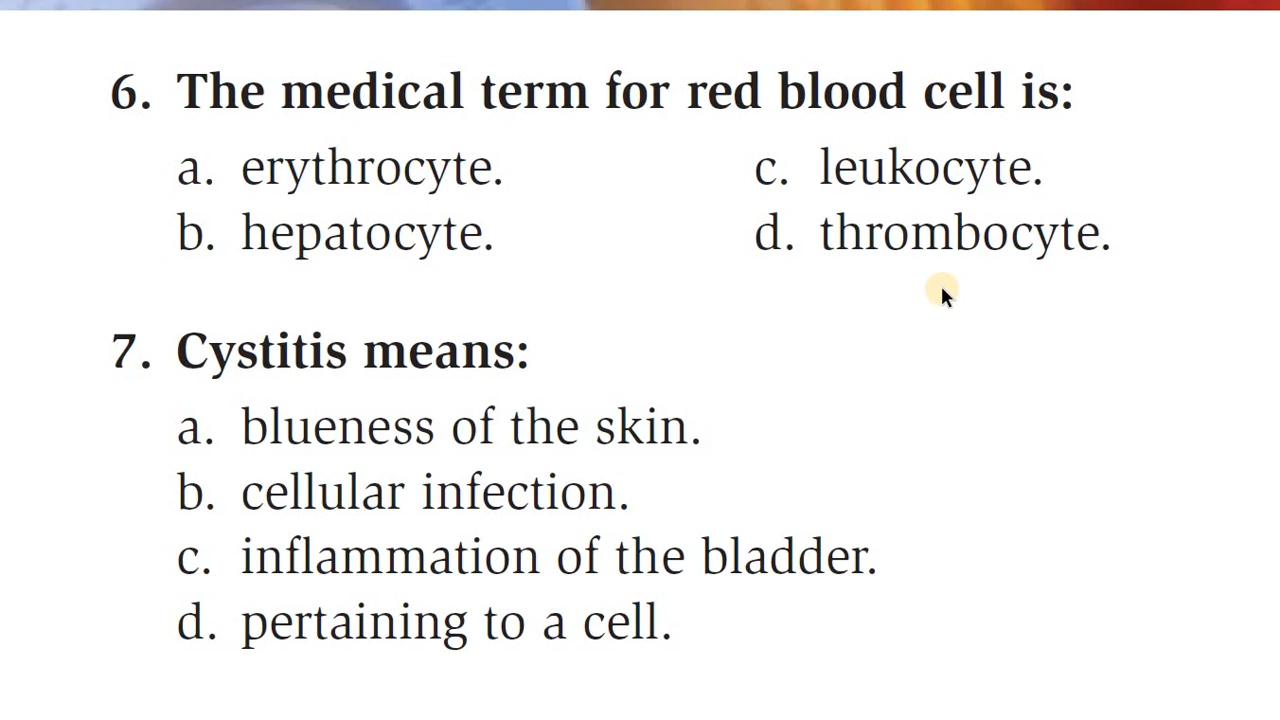 6. The medical term for red blood cell is:
a. erythrocyte.
b. hepatocyte.
c. leukocyte.
d. thrombocyte.
7. Cystitis means:
a. blueness of the skin.
b. cellular infection.
c. inflammation of the bladder.
d. pertaining to a cell.